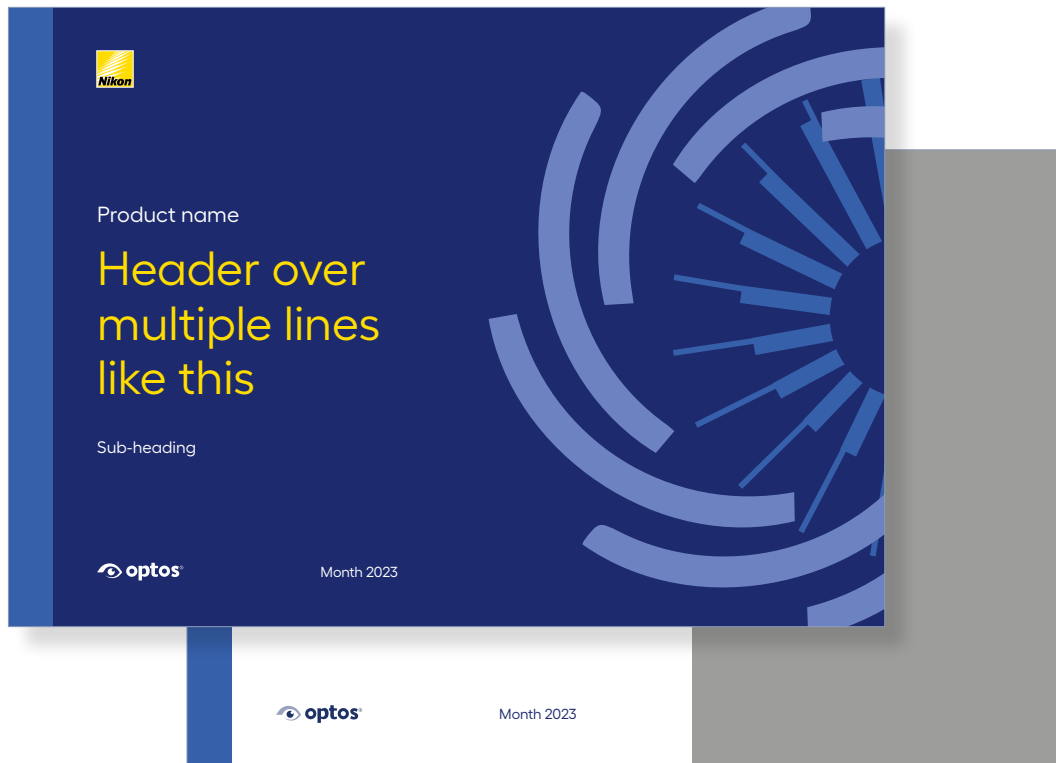 Nikon
Product name
Header over
multiple lines
like this
Sub-heading
optos®
Month 2023
optos®
Month 2023